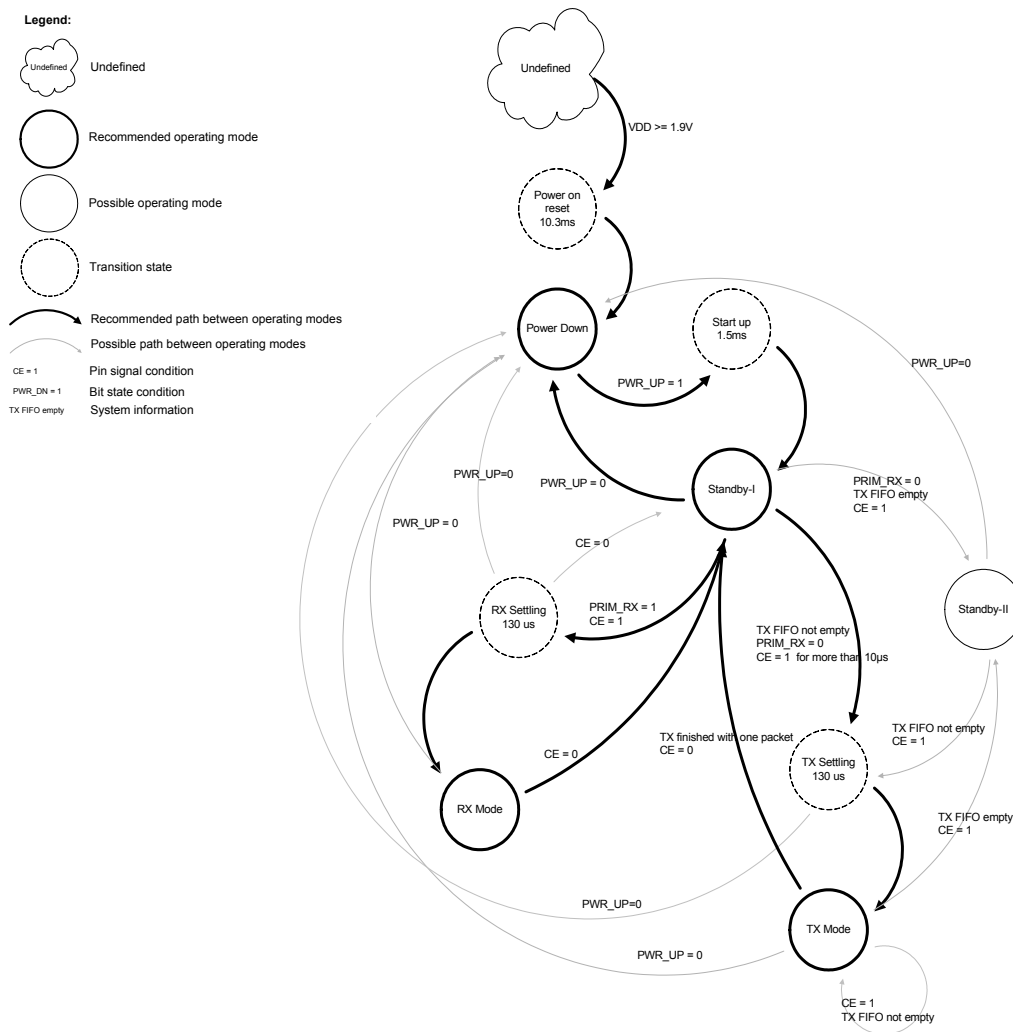 Legend:
Undefined
Undefined
Recommended operating mode
Possible operating mode
Transition state
Recommended path between operating modes
Possible path between operating modes
CE = 1
Pin signal condition
PWR_DN = 1
Bit state condition
TX FIFO empty
System information
Undefined
VDD >= 1.9V
Power on
reset
10.3ms
Power Down
Start up
1.5ms
PWR_UP=0
PWR_UP = 1
PWR_UP=0
PWR_UP = 0
Standby-I
PRIM_RX = 0
TX FIFO empty
CE = 1
PWR_UP = 0
CE = 0
RX Settling
130 us
PRIM_RX = 1
CE = 1
Standby-II
TX FIFO not empty
PRIM_RX = 0
CE = 1 for more than 10µs
TX FIFO not empty
CE = 1
TX finished with one packet
CE = 0
CE = 0
TX Settling
130 us
RX Mode
TX FIFO empty
CE = 1
PWR_UP=0
TX Mode
PWR_UP = 0
CE = 1
TX FIFO not empty